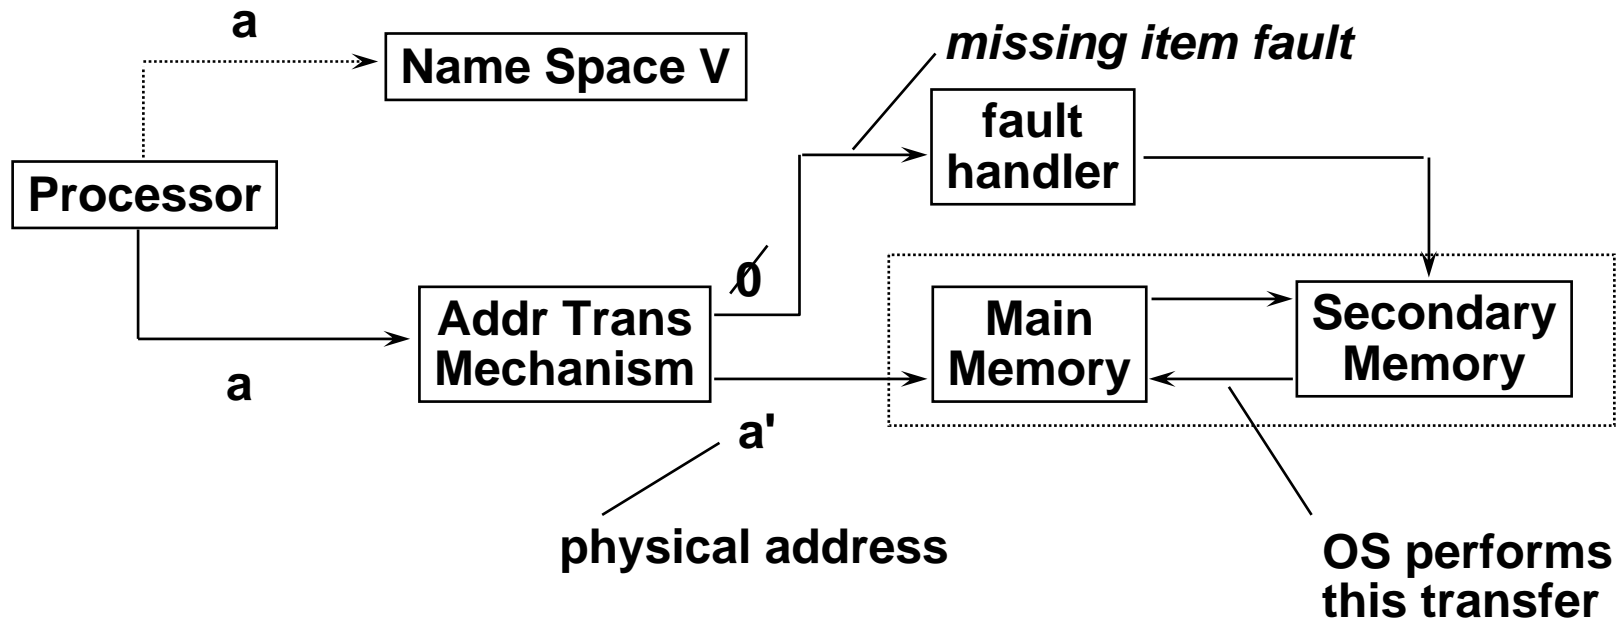 a
Name Space V
missing item fault
fault
handler
Processor
0
Addr Trans
Mechanism
Main
Memory
Secondary
Memory
a
a'
physical address
OS performs
this transfer